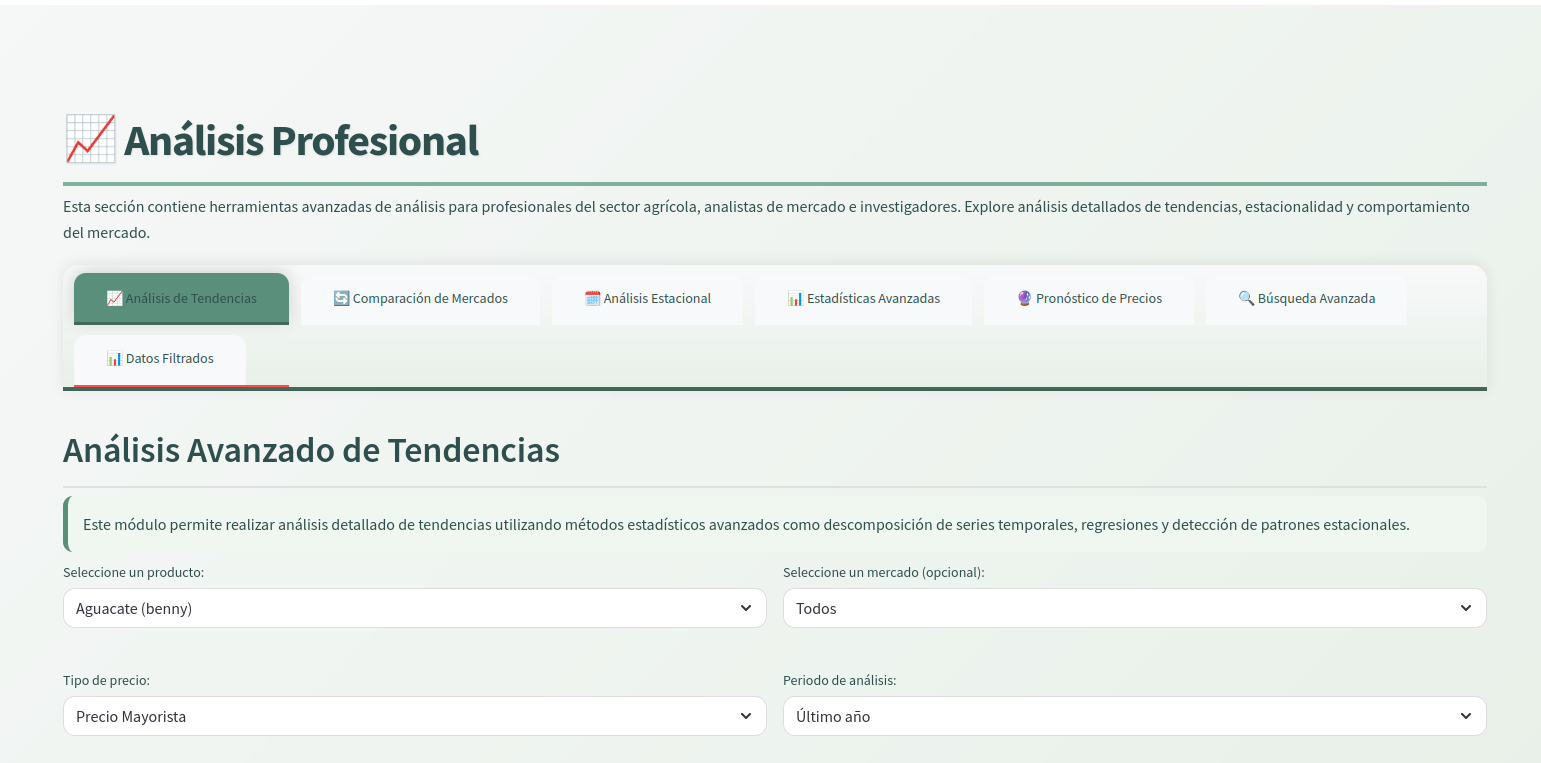 📈 Análisis Profesional
Esta sección contiene herramientas avanzadas de análisis para profesionales del sector agrícola, analistas de mercado e investigadores. Explore análisis detallados de tendencias, estacionalidad y comportamiento
del mercado.
📈 Análisis de Tendencias
🔄 Comparación de Mercados
🗓️ Análisis Estacional
📊 Estadísticas Avanzadas
🔮 Pronóstico de Precios
🔍 Búsqueda Avanzada
📊 Datos Filtrados
Análisis Avanzado de Tendencias
Este módulo permite realizar análisis detallado de tendencias utilizando métodos estadísticos avanzados como descomposición de series temporales, regresiones y detección de patrones estacionales.
Seleccione un producto:
Aguacate (benny)
Seleccione un mercado (opcional):
Todos
Tipo de precio:
Precio Mayorista
Periodo de análisis:
Último año